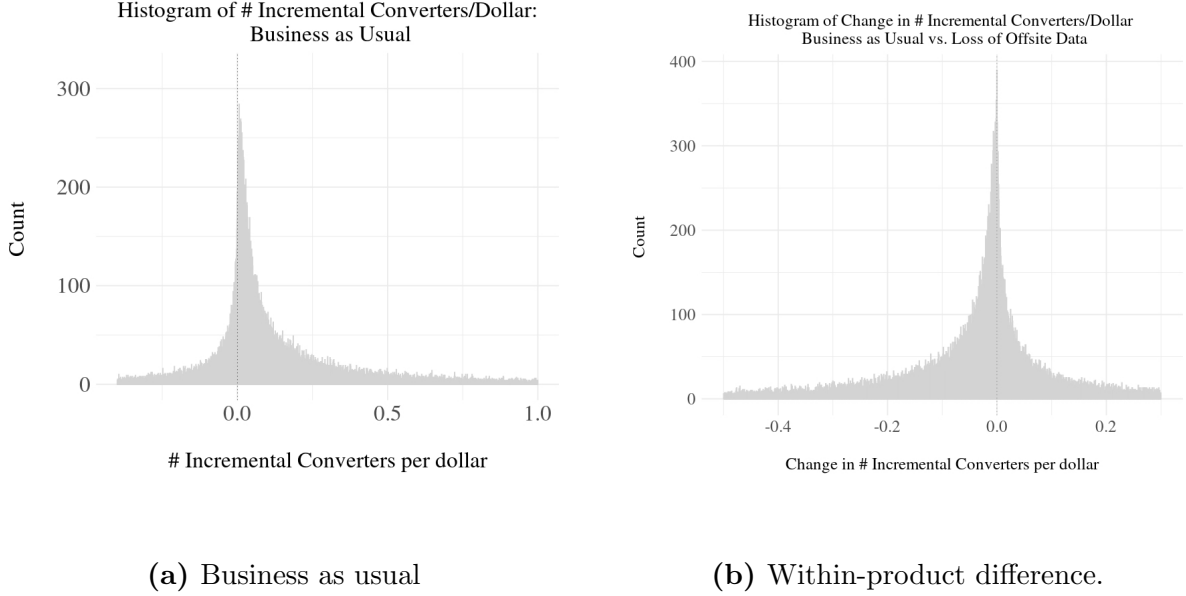 Histogram of # Incremental Converters/Dollar:
Business as Usual
300
200
100
0
Count
0.0
0.5
1.0
# Incremental Converters per dollar
(a) Business as usual
Histogram of Change in # Incremental Converters/Dollar
Business as Usual vs. Loss of Offsite Data
400
300
200
100
0
Count
-0.4
-0.2
0.0
0.2
Change in # Incremental Converters per dollar
(b) Within-product difference.